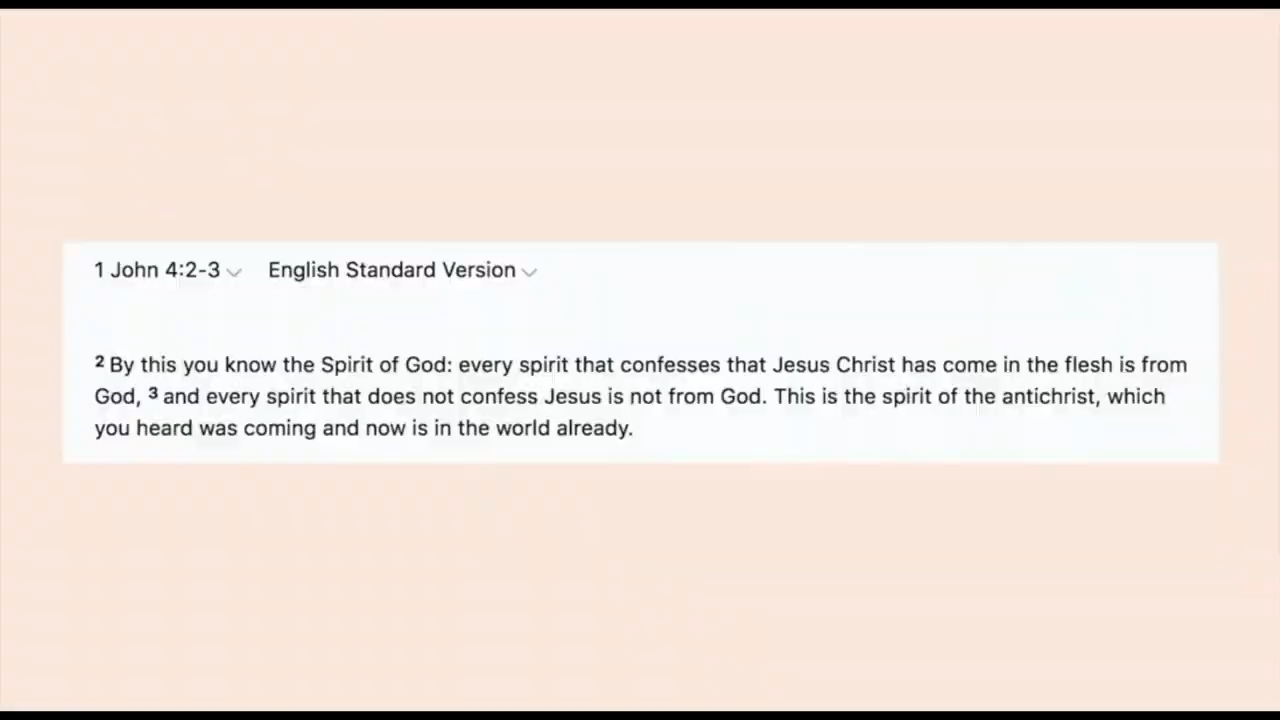 1 John 4:2-3 English Standard Version
2 By this you know the Spirit of God: every spirit that confesses that Jesus Christ has come in the flesh is from
God, 3 and every spirit that does not confess Jesus is not from God. This is the spirit of the antichrist, which
you heard was coming and now is in the world already.